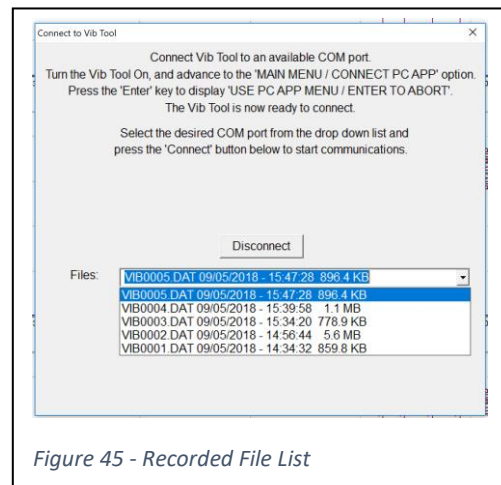 Connect to Vib Tool
Connect Vib Tool to an available COM port.
Turn the Vib Tool On, and advance to the 'MAIN MENU / CONNECT PC APP' option.
Press the 'Enter' key to display 'USE PC APP MENU / ENTER TO ABORT'.
The Vib Tool is now ready to connect.
Select the desired COM port from the drop down list and
press the 'Connect' button below to start communications.
Disconnect
Files: VIB0005.DAT 09/05/2018 - 15:47:28 896.4 KB
VIB0005.DAT 09/05/2018 - 15:47:28 896.4 KB
VIB0004.DAT 09/05/2018 - 15:39:58 1.1 MB
VIB0003.DAT 09/05/2018 - 15:34:20 778.9 KB
VIB0002.DAT 09/05/2018 - 14:56:44 5.6 MB
VIB0001.DAT 09/05/2018 - 14:34:32 859.8 KB
Figure 45 - Recorded File List